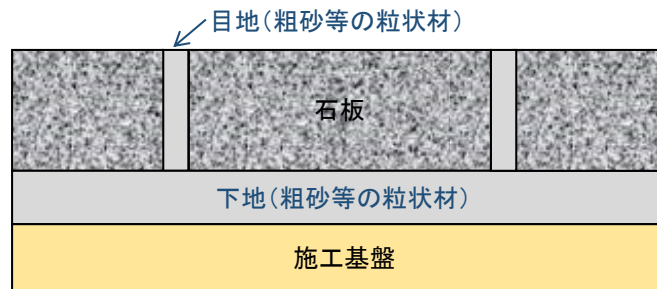 目地（粗砂等の粒状材）
石板
下地（粗砂等の粒状材）
施工基盤